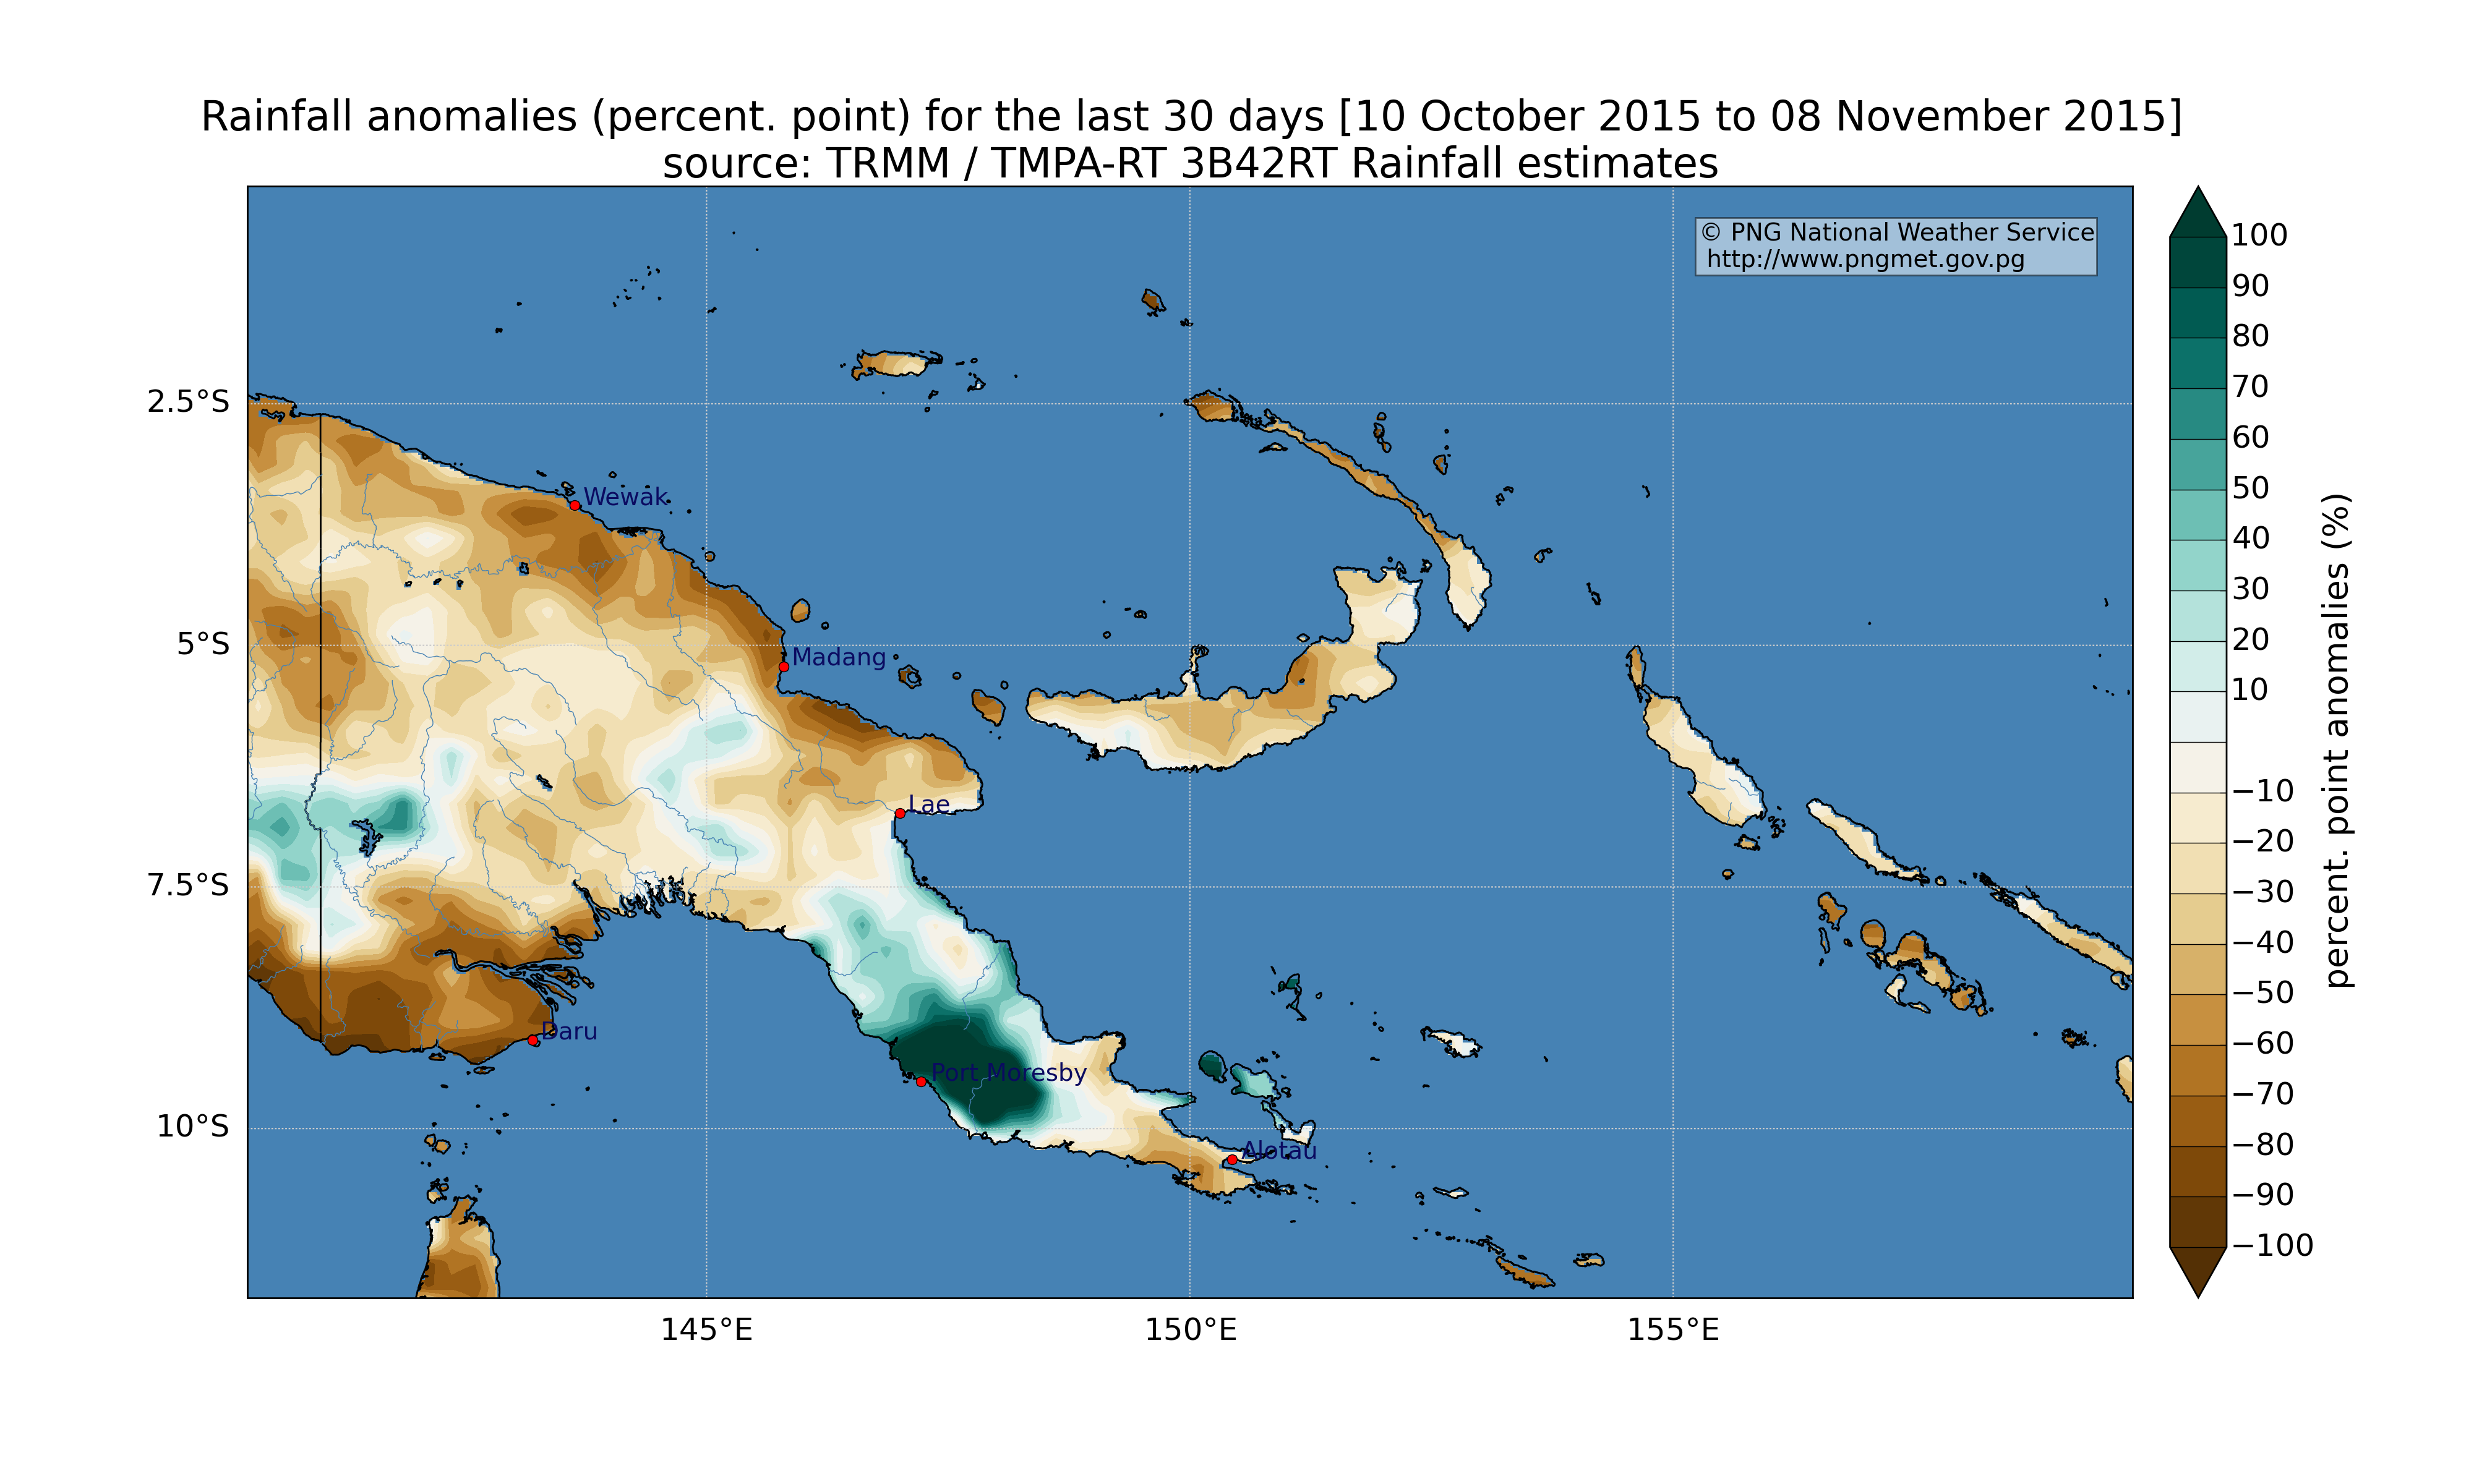 Rainfall anomalies (percent. point) for the last 30 days [10 October 2015 to 08 November 2015]
source: TRMM / TMPA-RT 3B42RT Rainfall estimates
© PNG National Weather Service
http://www.pngmet.gov.pg
2.5°S
5°S
7.5°S
10°S
145°E
150°E
155°E
Wewak
Madang
Lae
Daru
Port Moresby
Alotau
100
90
80
70
60
50
40
30
20
10
−10
−20
−30
−40
−50
−60
−70
−80
−90
−100
percent. point anomalies (%)